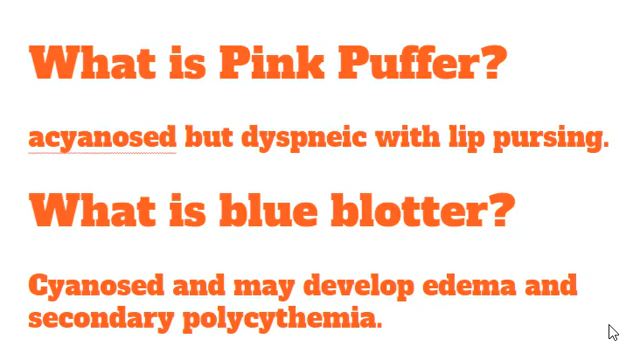 What is Pink Puffer?
acyanosed but dyspneic with lip pursing.
What is blue blotter?
Cyanosed and may develop edema and
secondary polycythemia.